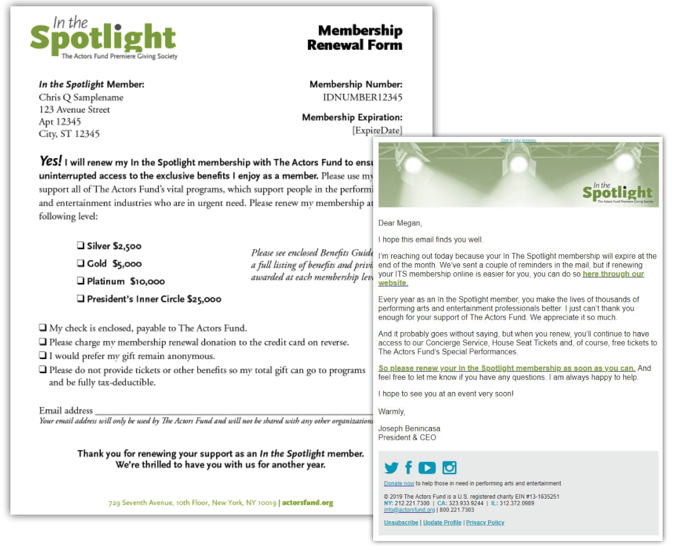 In the
Spotlight
The Actors Fund Premiere Giving Society
Membership
Renewal Form
In the Spotlight Member:
Chris Q Samplename
123 Avenue Street
Apt 12345
City, ST 12345
Membership Number:
IDNUMBER12345
Membership Expiration:
[ExpireDate]
Yes! I will renew my In the Spotlight membership with The Actors Fund to ensu
uninterrupted access to the exclusive benefits I enjoy as a member. Please use my
support all of The Actors Fund's vital programs, which support people in the performi
and entertainment industries who are in urgent need. Please renew my membership at
following level:
Silver $2,500
Gold $5,000
Platinum $10,000
President's Inner Circle $25,000
Please see enclosed Benefits Guide
a full listing of benefits and privi
awarded at each membership lev
My check is enclosed, payable to The Actors Fund.
Please charge my membership renewal donation to the credit card on reverse.
I would prefer my gift remain anonymous.
Please do not provide tickets or other benefits so my total gift can go to programs
and be fully tax-deductible.
Email address
Your email address will only be used by The Actors Fund and will not be shared with any other organization
Thank you for renewing your support as an In the Spotlight member.
We're thrilled to have you with us for another year.
729 Seventh Avenue, 10th Floor, New York, NY 10019 | actorsfund.org
In the
Spotlight
The Actors Fund Premiere Giving Society
Dear Megan,
I hope this email finds you well.
I'm reaching out today because your In The Spotlight membership will expire at the
end of the month. We've sent a couple of reminders in the mail, but if renewing
your ITS membership online is easier for you, you can do so here through our
website.
Every year as an In the Spotlight member, you make the lives of thousands of
performing arts and entertainment professionals better. I just can't thank you
enough for your support of The Actors Fund. We appreciate it so much.
And it probably goes without saying, but when you renew, you'll continue to have
access to our Concierge Service, House Seat Tickets and, of course, free tickets to
The Actors Fund's Special Performances.
So please renew your In the Spotlight membership as soon as you can. And
feel free to let me know if you have any questions. I am always happy to help.
I hope to see you at an event very soon!
Warmly,
Joseph Benincasa
President & CEO
Donate now to help those in need in performing arts and entertainment.
© 2019 The Actors Fund is a U.S. registered charity EIN #13-1635251
NY: 212.221.7300 | CA: 323.933.9244 | IL: 312.372.0989
info@actorsfund.org | 800.221.7303
Unsubscribe | Update Profile | Privacy Policy